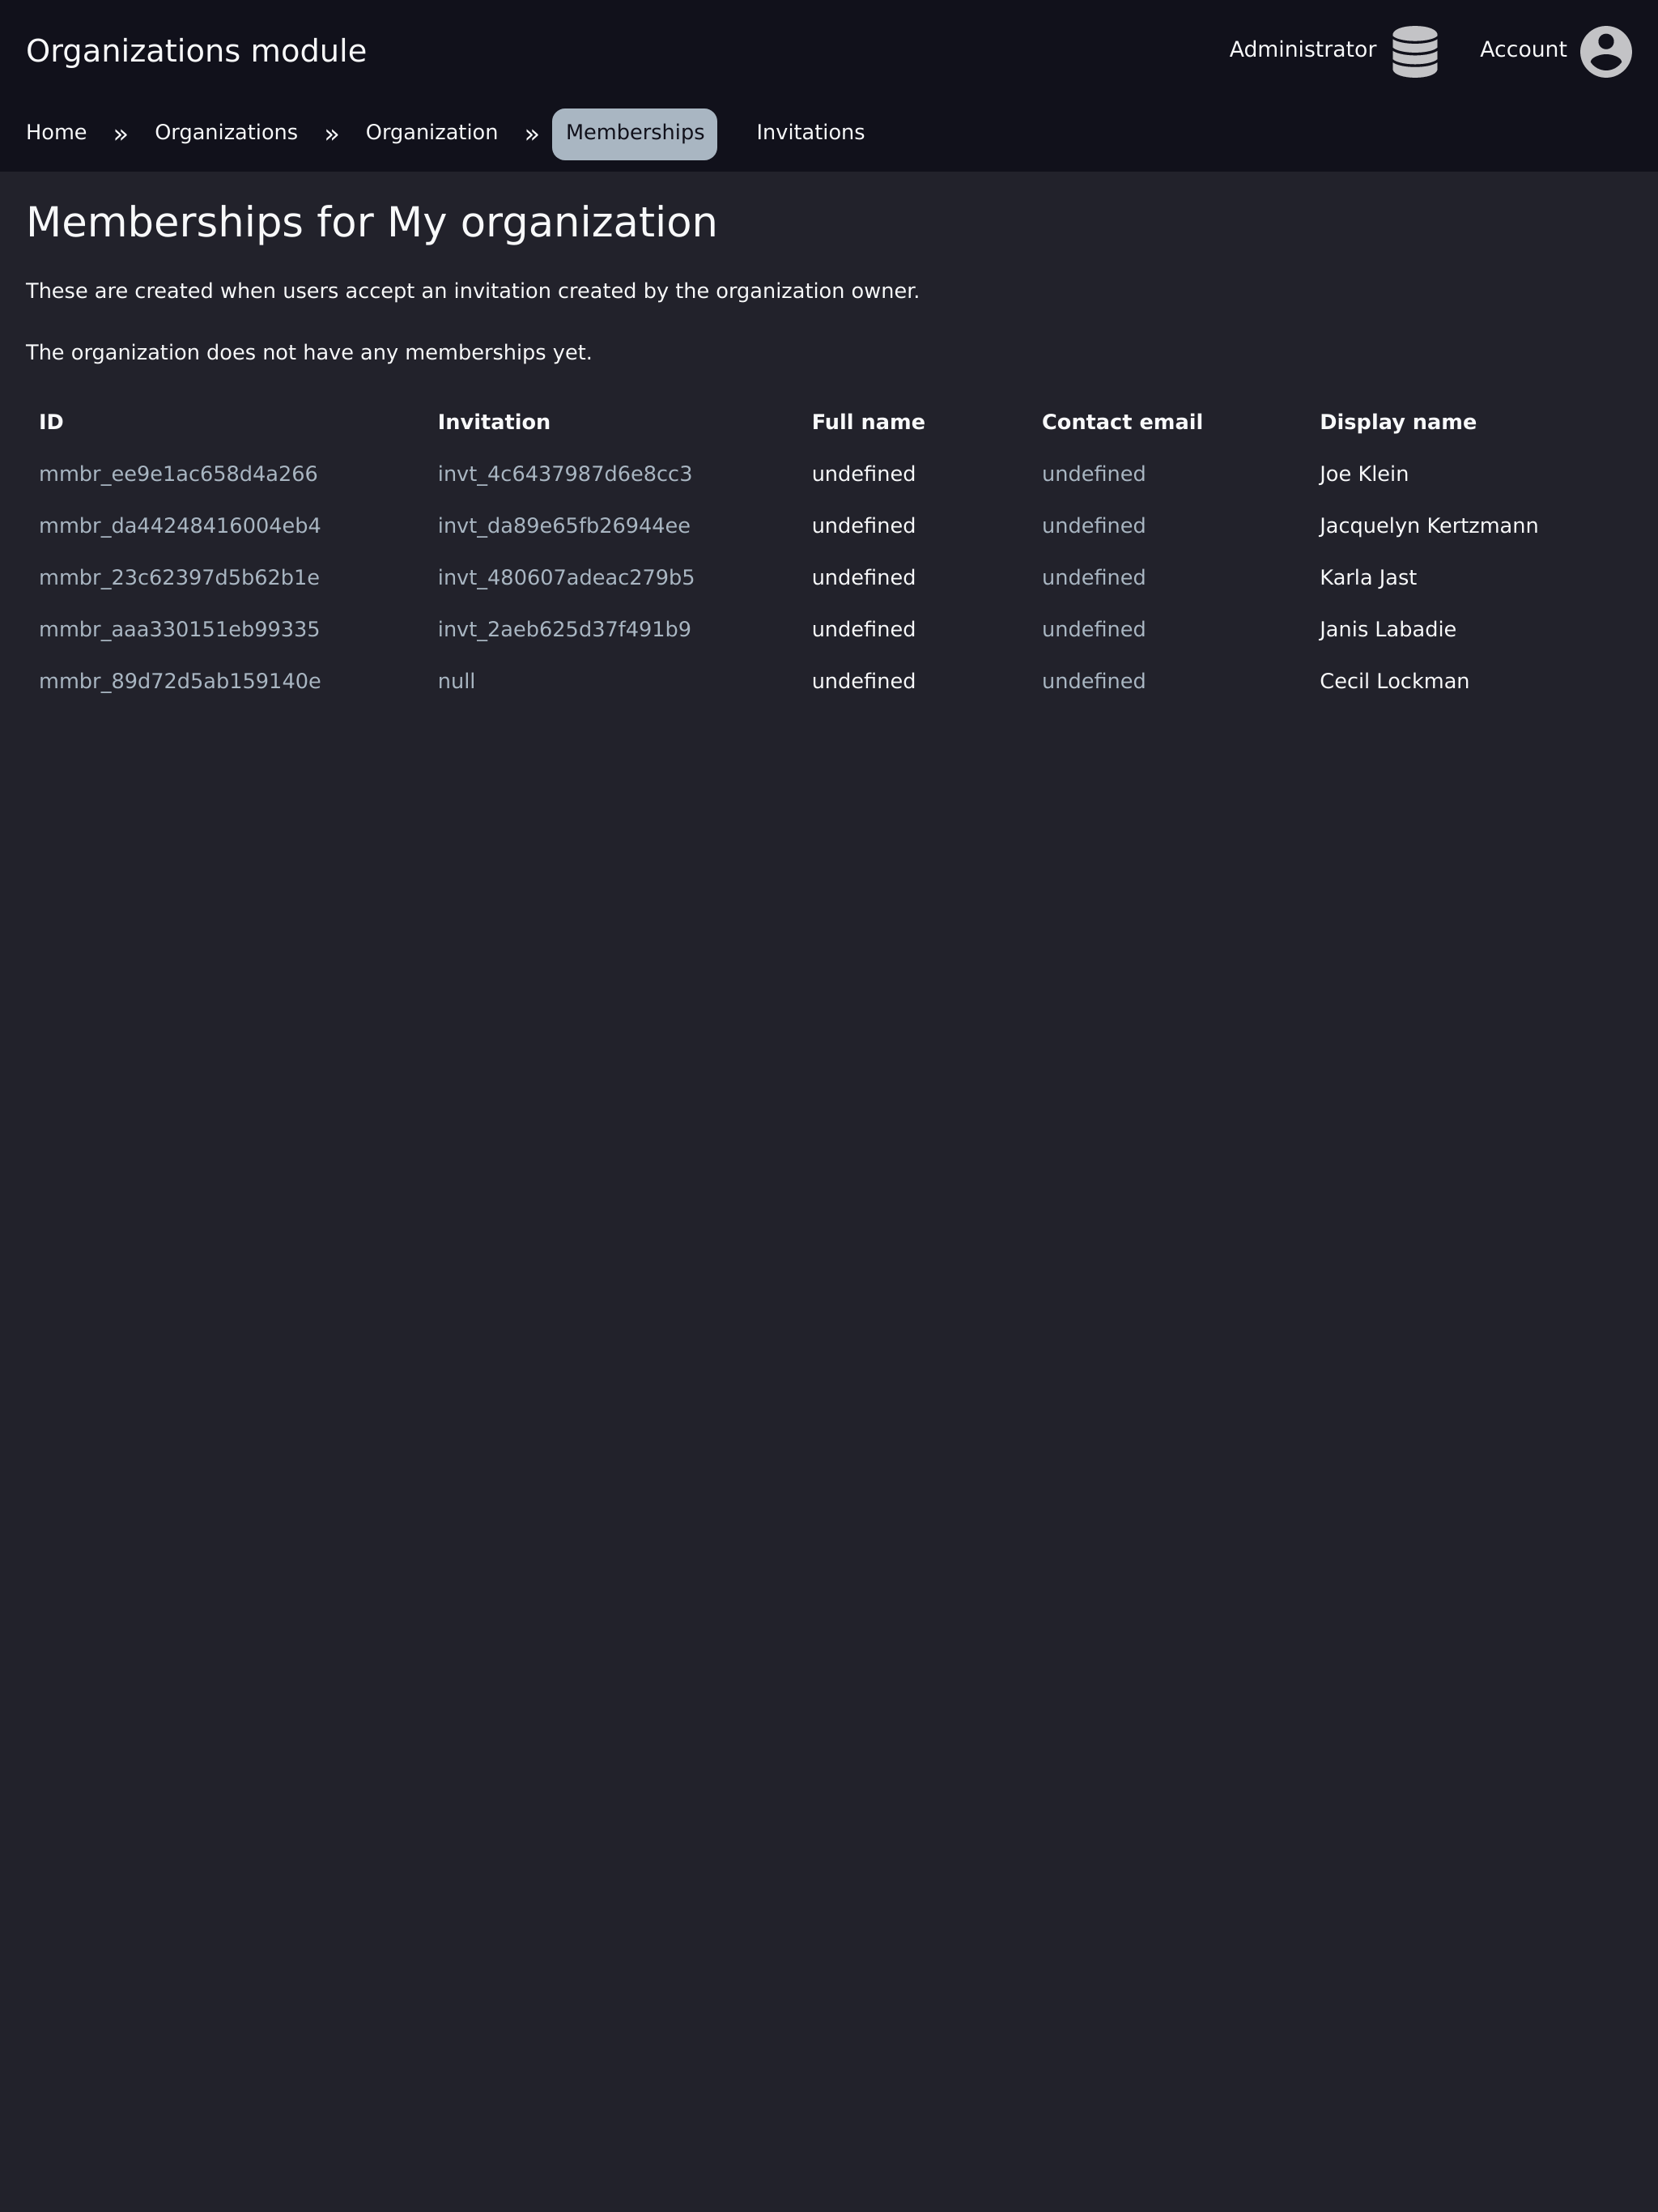 Organizations module
Administrator
Account
Home » Organizations » Organization » Memberships Invitations
Memberships for My organization
These are created when users accept an invitation created by the organization owner.
The organization does not have any memberships yet.
ID Invitation Full name Contact email Display name
mmbr_ee9e1ac658d4a266 invt_4c6437987d6e8cc3 undefined undefined Joe Klein
mmbr_da44248416004eb4 invt_da89e65fb26944ee undefined undefined Jacquelyn Kertzmann
mmbr_23c62397d5b62b1e invt_480607adeac279b5 undefined undefined Karla Jast
mmbr_aaa330151eb99335 invt_2aeb625d37f491b9 undefined undefined Janis Labadie
mmbr_89d72d5ab159140e null undefined undefined Cecil Lockman